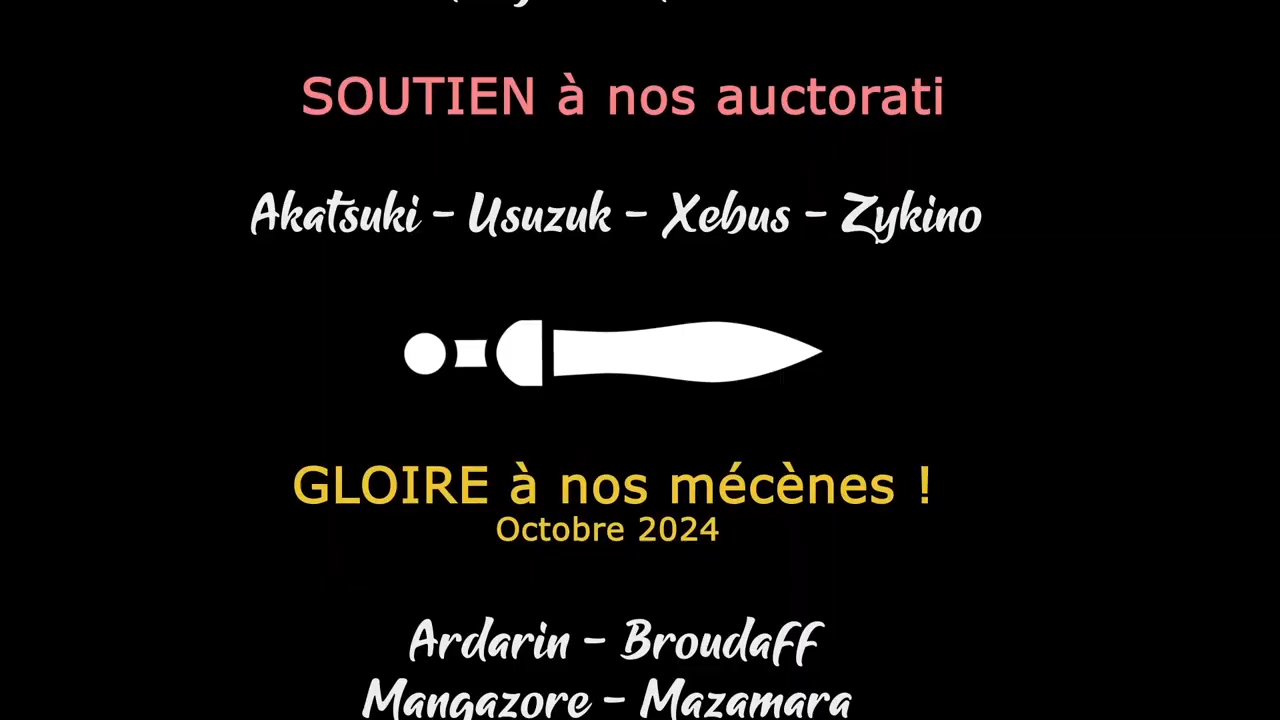 SOUTIEN à nos auctorati
Akatsuki - Usuzuk - Xebus - Zykino
GLOIRE à nos mécènes !
Octobre 2024
Ardarin - Broudaff
Mangazore - Mazamara